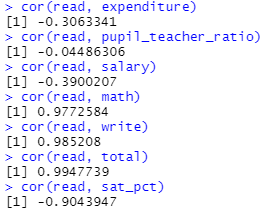 > cor(read, expenditure)
[1] -0.3063341
> cor(read, pupil_teacher_ratio)
[1] -0.04486306
> cor(read, salary)
[1] -0.3900207
> cor(read, math)
[1] 0.9772584
> cor(read, write)
[1] 0.985208
> cor(read, total)
[1] 0.9947739
> cor(read, sat_pct)
[1] -0.9043947